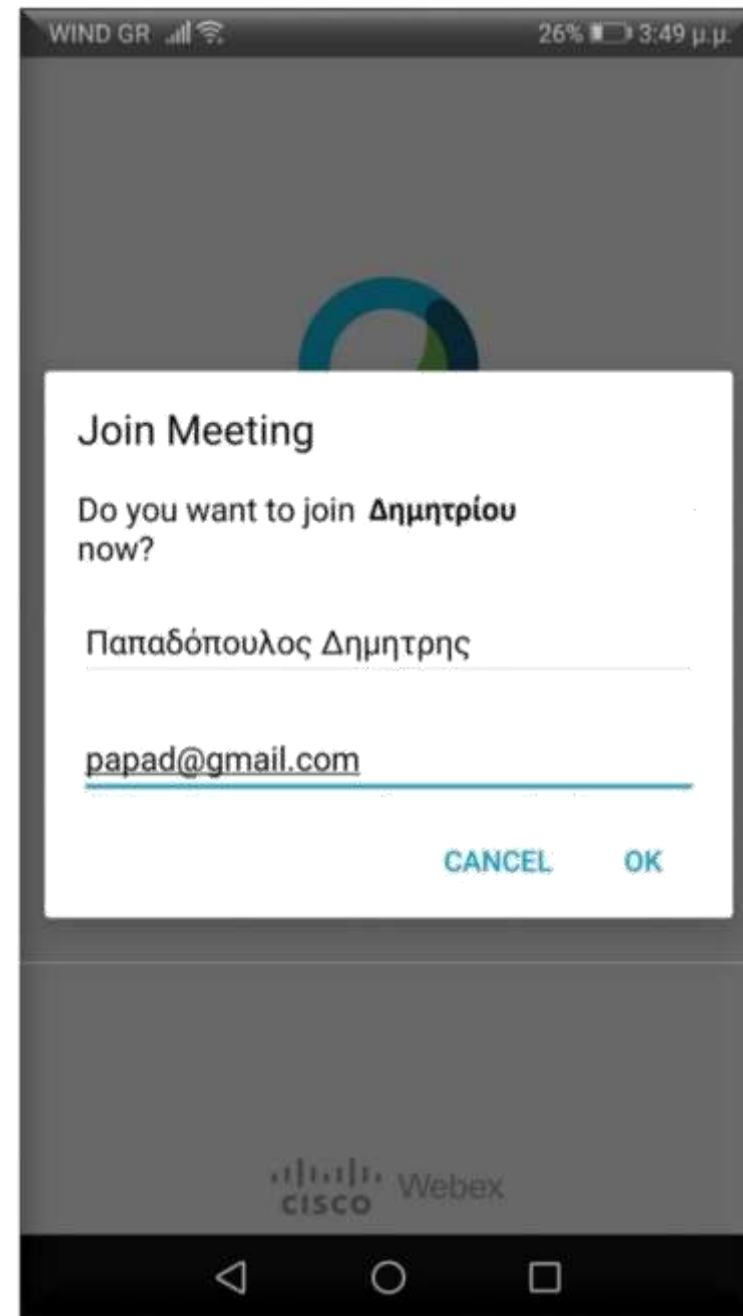 WIND GR 26% 3:49 μ.μ.
Join Meeting
Do you want to join Δημητρίου
now?
Παπαδόπουλος Δημητρης
papad@gmail.com
CANCEL OK
CISCO Webex